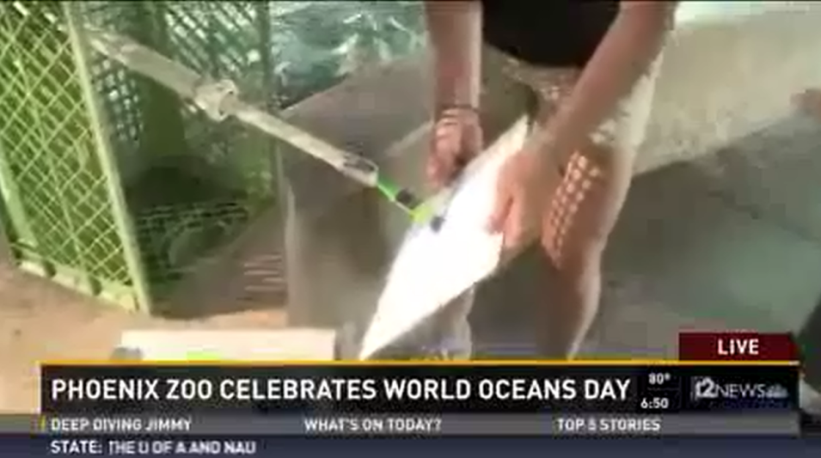 LIVE
PHOENIX ZOO CELEBRATES WORLD OCEANS DAY
80°
6:50
12NEWS
DEEP DIVING JIMMY WHAT'S ON TODAY? TOP 5 STORIES
STATE: THE U OF A AND NAU